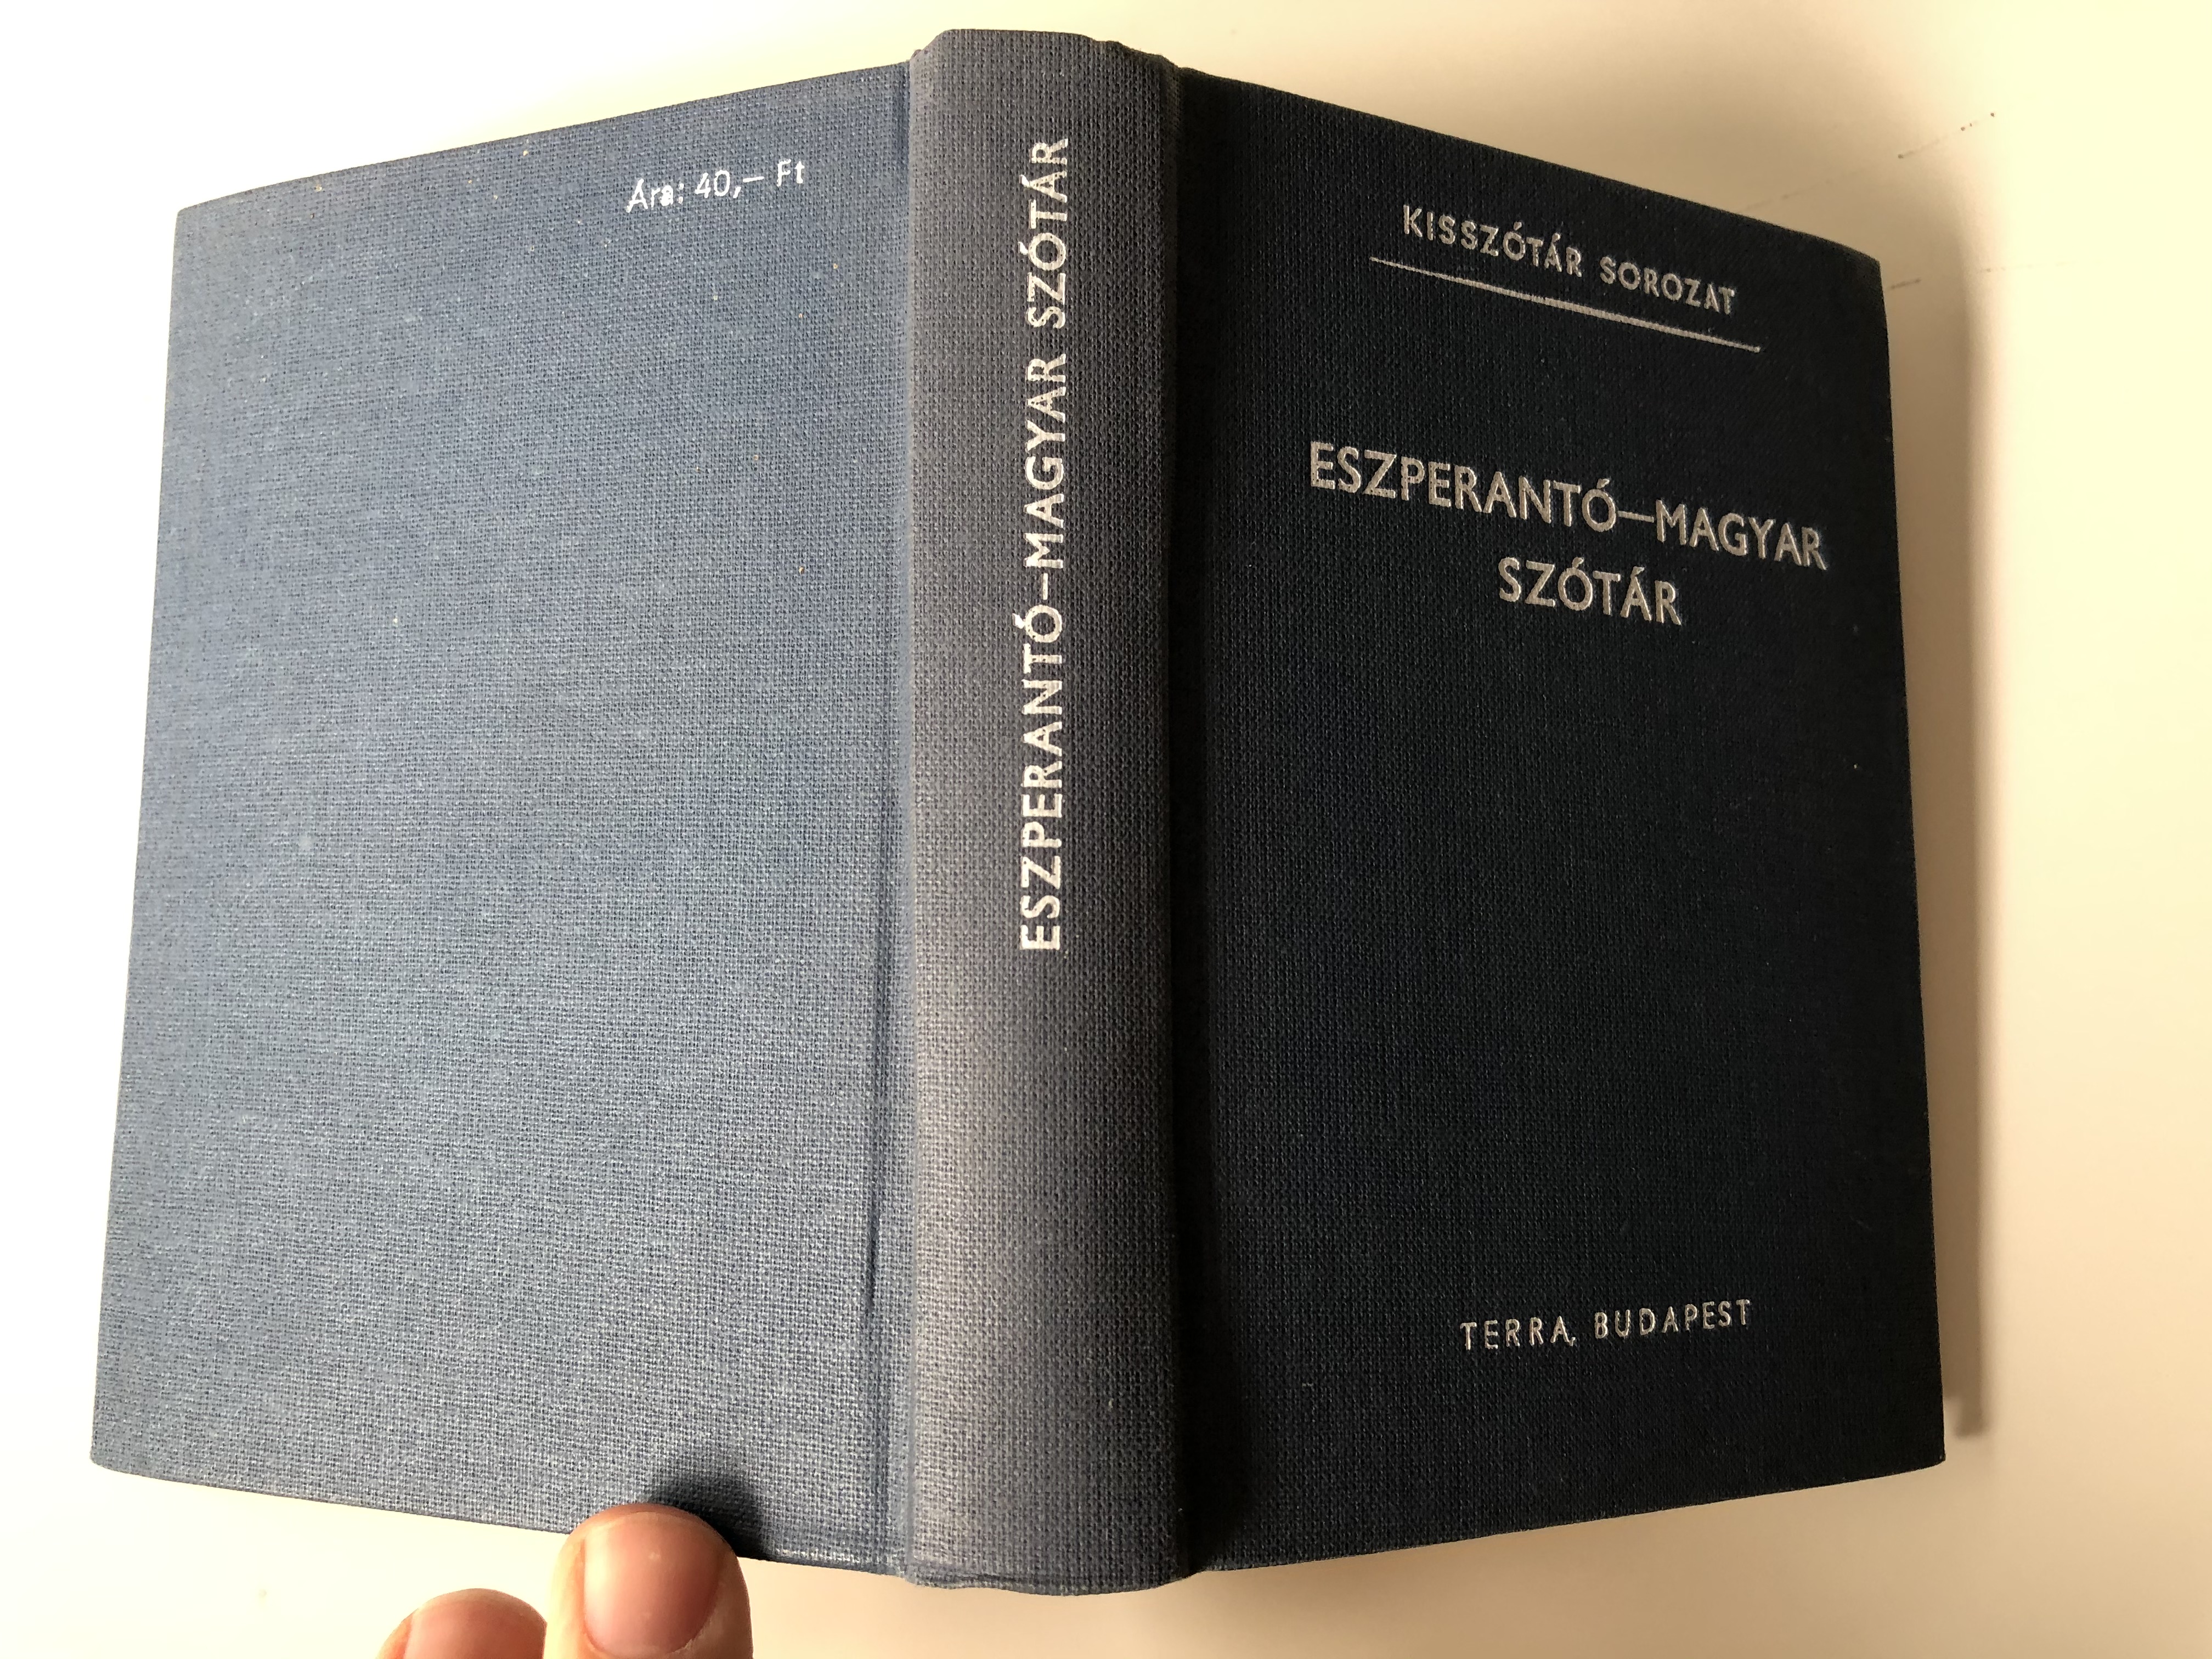 Ára: 40,— Ft
ESZPERANTÓ–MAGYAR SZÓTÁR
KISSZÓTÁR SOROZAT
ESZPERANTÓ—MAGYAR
SZÓTÁR
TERRA, BUDAPEST